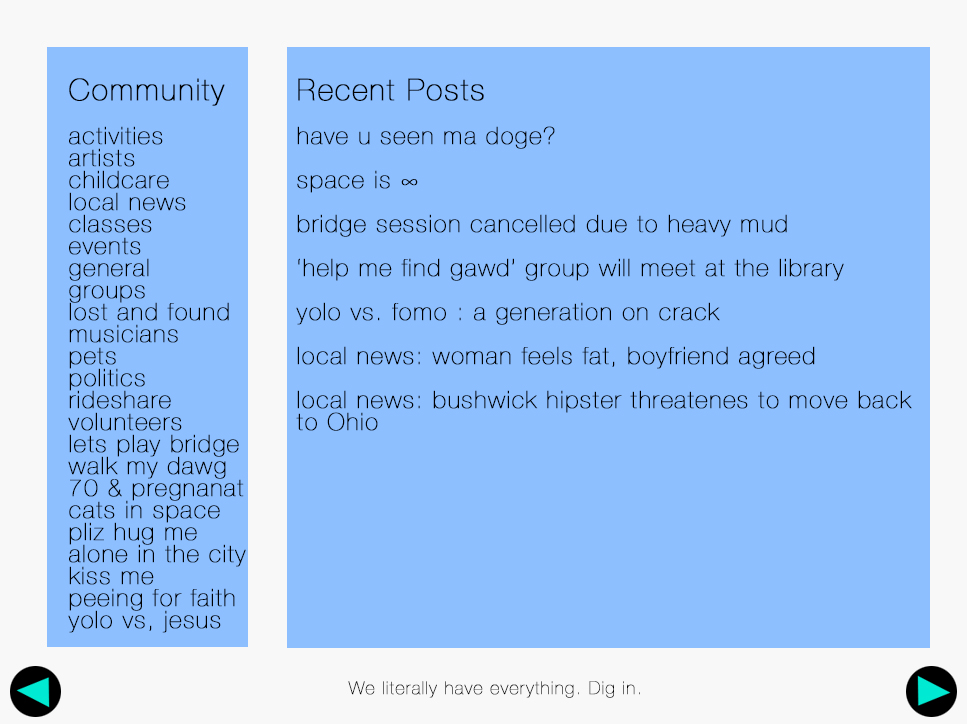 Community
activities
artists
childcare
local news
classes
events
general
groups
lost and found
musicians
pets
politics
rideshare
volunteers
lets play bridge
walk my dawg
70 & pregnanat
cats in space
pliz hug me
alone in the city
kiss me
peeing for faith
yolo vs, jesus
Recent Posts
have u seen ma doge?
space is ∞
bridge session cancelled due to heavy mud
'help me find gawd' group will meet at the library
yolo vs. fomo : a generation on crack
local news: woman feels fat, boyfriend agreed
local news: bushwick hipster threatenes to move back
to Ohio
We literally have everything. Dig in.